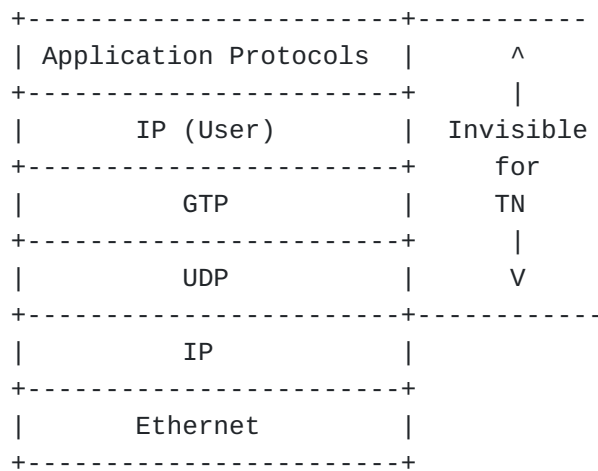 +------------------------+-----------
| Application Protocols  |      ^
+------------------------+      |
|       IP (User)        |  Invisible
+------------------------+     for
|          GTP           |     TN
+------------------------+      |
|          UDP           |      V
+------------------------+------------
|          IP            |
+------------------------+
|       Ethernet         |
+------------------------+